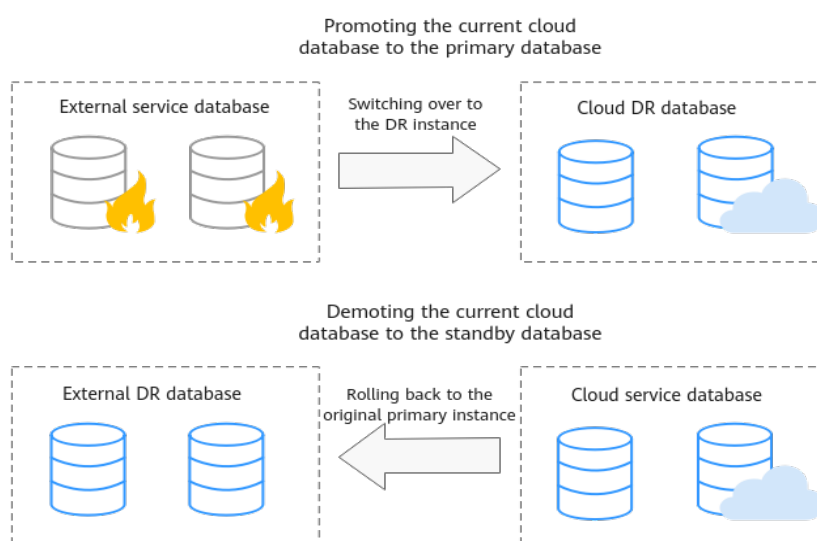 Promoting the current cloud
database to the primary database
External service database
Switching over to
the DR instance
Cloud DR database
Demoting the current cloud
database to the standby database
External DR database
Rolling back to the
original primary instance
Cloud service database